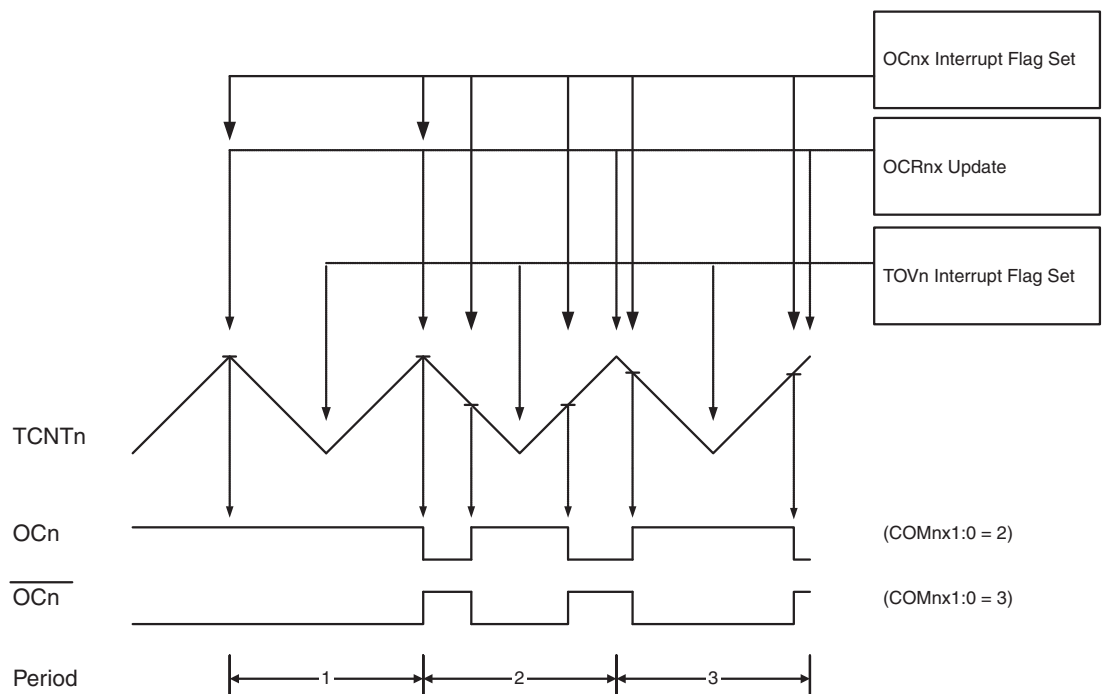 OCnx Interrupt Flag Set
OCRnx Update
TOVn Interrupt Flag Set
TCNTn
OCn
(COMnx1:0 = 2)
OCn
(COMnx1:0 = 3)
Period
1
2
3